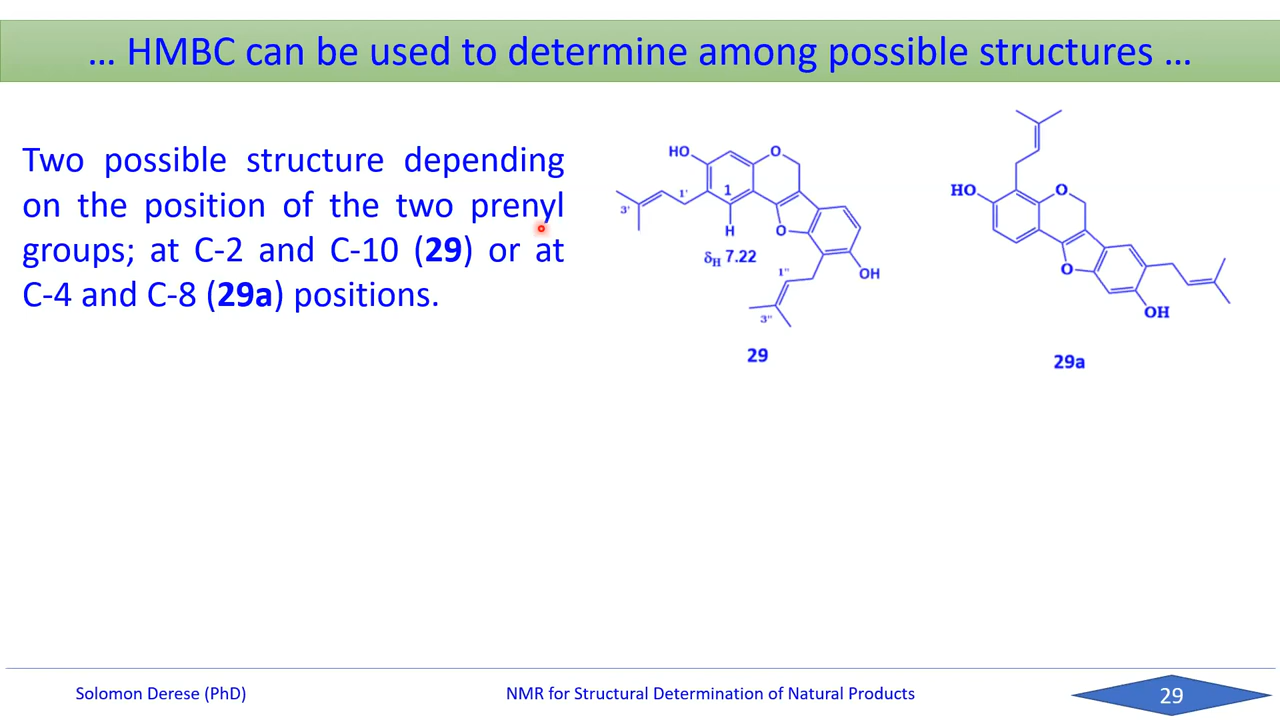 … HMBC can be used to determine among possible structures …
Two possible structure depending
on the position of the two prenyl
groups; at C-2 and C-10 (29) or at
C-4 and C-8 (29a) positions.
HO
O
1'
1
3'
H
O
δH 7.22
1''
OH
3''
29
HO
O
O
OH
29a
Solomon Derese (PhD)
NMR for Structural Determination of Natural Products
29